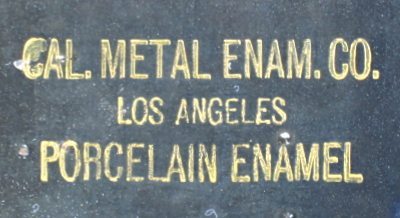 CAL. METAL ENAM. CO.
LOS ANGELES
PORCELAIN ENAMEL